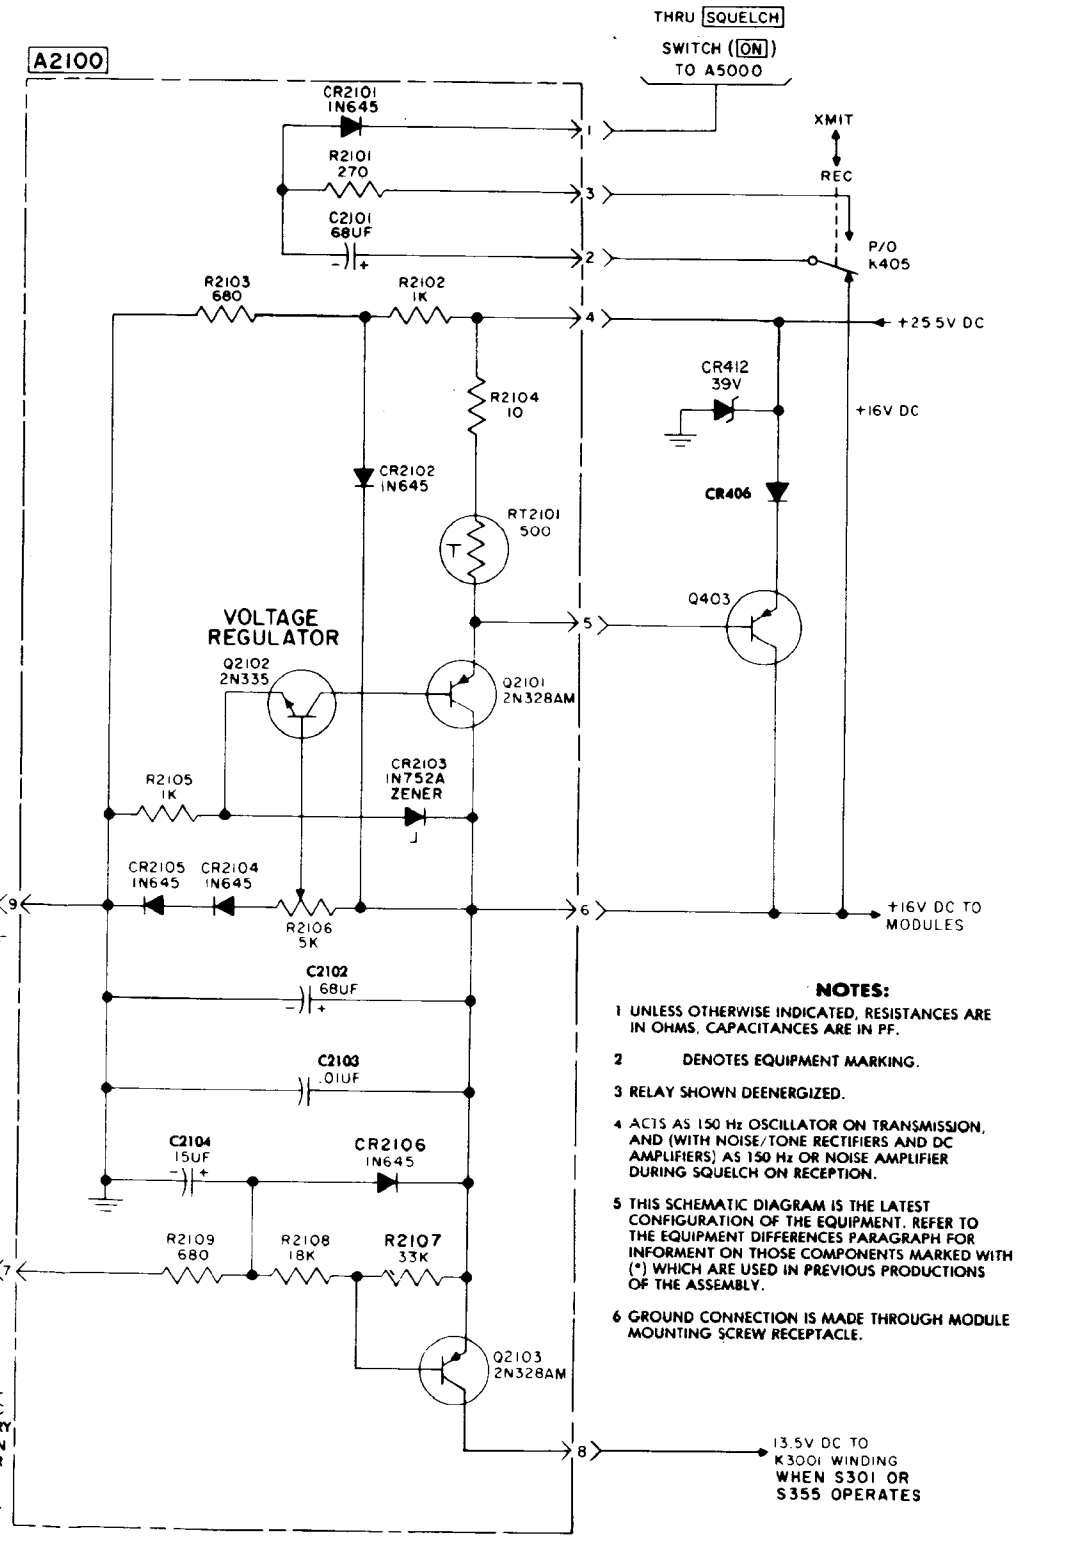 THRU SQUELCH
SWITCH (ON)
TO A5000
A2100
CR2101
1N645
1
XMIT
REC
R2101
270
3
C2101
68UF
- +
2
P/O
K405
R2103
680
R2102
1K
4
+25.5V DC
CR412
39V
+16V DC
R2104
10
CR2102
1N645
CR406
RT2101
500
T
Q403
5
VOLTAGE
REGULATOR
Q2102
2N335
Q2101
2N328AM
CR2103
1N752A
ZENER
R2105
1K
CR2105
1N645
CR2104
1N645
9
R2106
5K
6
+16V DC TO
MODULES
C2102
68UF
- +
C2103
.01UF
C2104
15UF
- +
CR2106
1N645
R2109
680
R2108
18K
R2107
33K
7
Q2103
2N328AM
8
13.5V DC TO
K3001 WINDING
WHEN S301 OR
S355 OPERATES
NOTES:
1 UNLESS OTHERWISE INDICATED, RESISTANCES ARE
IN OHMS, CAPACITANCES ARE IN PF.
2 DENOTES EQUIPMENT MARKING.
3 RELAY SHOWN DEENERGIZED.
4 ACTS AS 150 Hz OSCILLATOR ON TRANSMISSION,
AND (WITH NOISE/TONE RECTIFIERS AND DC
AMPLIFIERS) AS 150 Hz OR NOISE AMPLIFIER
DURING SQUELCH ON RECEPTION.
5 THIS SCHEMATIC DIAGRAM IS THE LATEST
CONFIGURATION OF THE EQUIPMENT. REFER TO
THE EQUIPMENT DIFFERENCES PARAGRAPH FOR
INFORMENT ON THOSE COMPONENTS MARKED WITH
(*) WHICH ARE USED IN PREVIOUS PRODUCTIONS
OF THE ASSEMBLY.
6 GROUND CONNECTION IS MADE THROUGH MODULE
MOUNTING SCREW RECEPTACLE.